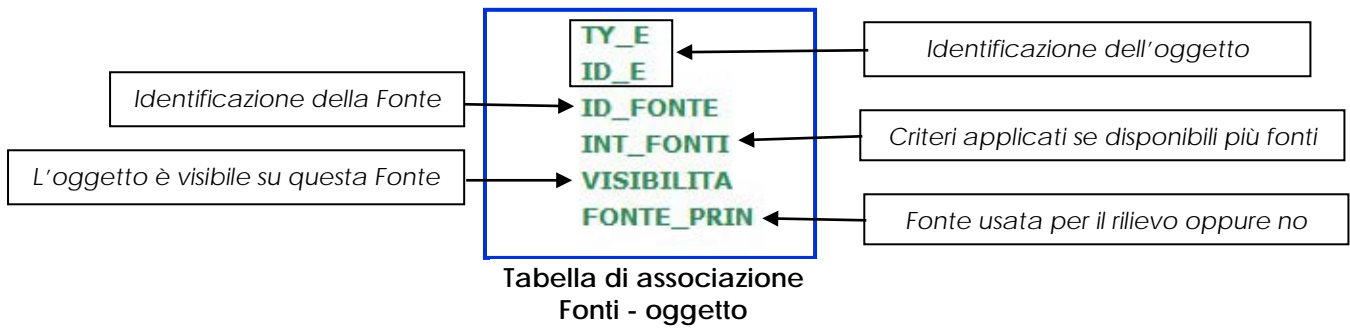 TY_E
Identificazione dell'oggetto
ID_E
Identificazione della Fonte
ID_FONTE
INT_FONTI
Criteri applicati se disponibili più fonti
L'oggetto è visibile su questa Fonte
VISIBILITA
FONTE_PRIN
Fonte usata per il rilievo oppure no
Tabella di associazione
Fonti - oggetto